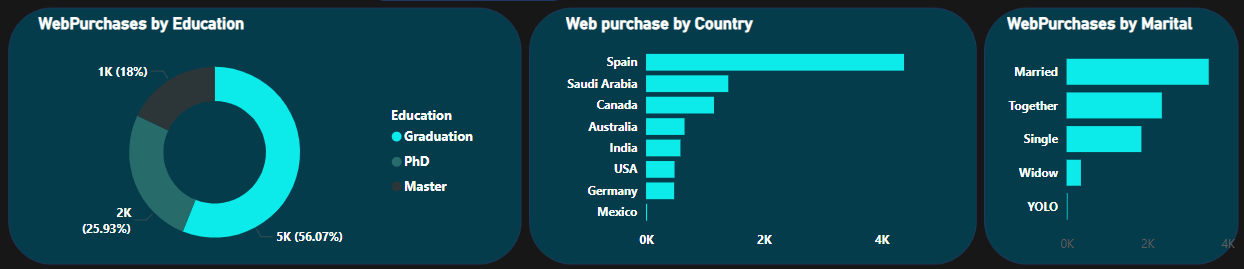 WebPurchases by Education
1K (18%)
2K
(25.93%)
5K (56.07%)
Education
Graduation
PhD
Master
Web purchase by Country
Spain
Saudi Arabia
Canada
Australia
India
USA
Germany
Mexico
0K 2K 4K
WebPurchases by Marital
Married
Together
Single
Widow
YOLO
0K 2K 4K